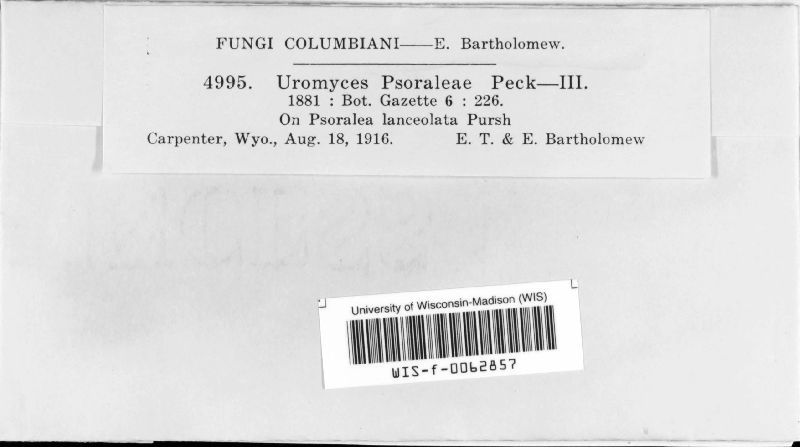 FUNGI COLUMBIANI——E. Bartholomew.
4995. Uromyces Psoraleae Peck—III.
1881 : Bot. Gazette 6 : 226.
On Psoralea lanceolata Pursh
Carpenter, Wyo., Aug. 18, 1916. E. T. & E. Bartholomew
University of Wisconsin-Madison (WIS)
WIS-f-0062857